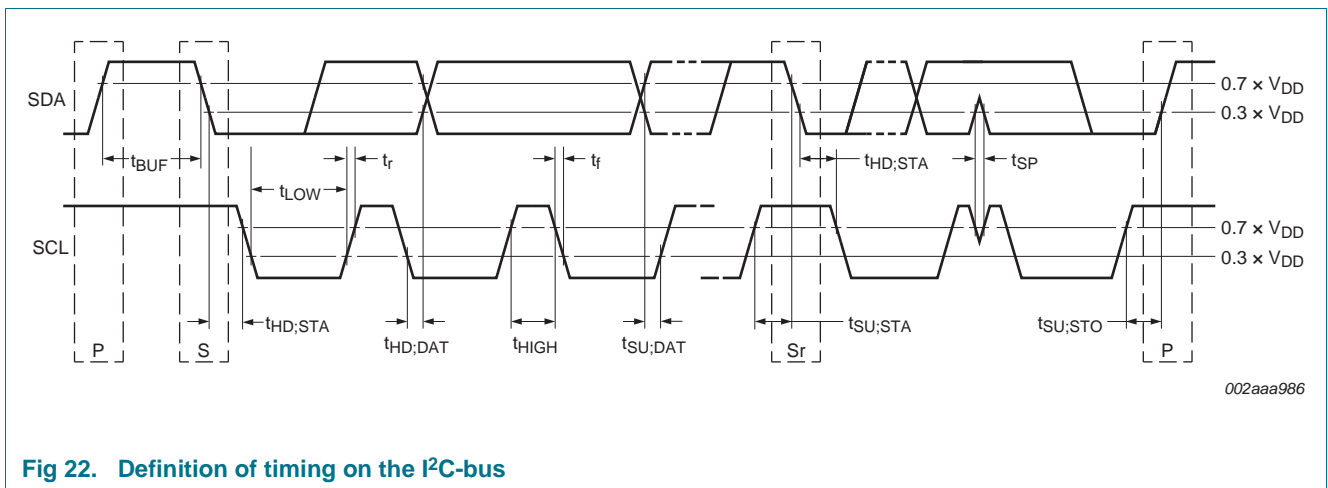 SDA
0.7 × VDD
0.3 × VDD
tBUF
tr
tf
tHD;STA
tSP
tLOW
SCL
0.7 × VDD
0.3 × VDD
tHD;STA
tHD;DAT
tHIGH
tSU;DAT
tSU;STA
tSU;STO
P
S
Sr
P
002aaa986
Fig 22. Definition of timing on the I²C-bus